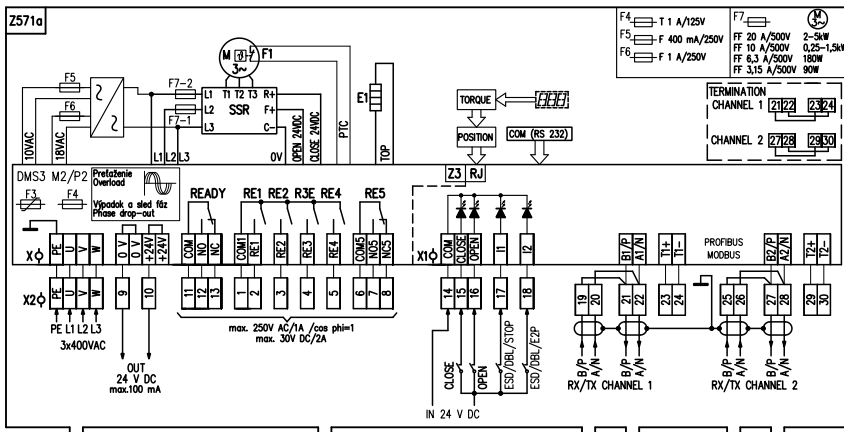 Z571a
F4 T 1 A/125V
F5 F 400 mA/250V
F6 F 1 A/250V
F7 M 3~
FF 20 A/500V 2-5kW
FF 10 A/500V 0,25-1,5kW
FF 6,3 A/500V 180W
FF 3,15 A/500V 90W
TERMINATION
CHANNEL 1 21 22 23 24
CHANNEL 2 27 28 29 30
M 3~ F1
F5
F6
F7-2
F7-1
T1 T2 T3
L1 R+
L2 SSR F+
L3 C-
E1
10VAC
18VAC
L1 L2 L3
0V
OPEN 24VDC
CLOSE 24VDC
PTC
TOP
TORQUE
POSITION
COM (RS 232)
Z3 RJ
DMS3 M2/P2
F3 F4
Preťaženie
Overload
Výpadok a sled fáz
Phase drop-out
READY RE1 RE2 R3E RE4 RE5
X PE U V W 0 V 0 V +24V +24V COM NO NC COM1 RE1 RE2 RE3 RE4 COM5 NO5 NC5
X1 COM CLOSE OPEN I1 I2 B1/P A1/N T1+ T1- PROFIBUS MODBUS B2/P A2/N T2+ T2-
X2 PE U V W 9 10 11 12 13 1 2 3 4 5 6 7 8 14 15 16 17 18 19 20 21 22 23 24 25 26 27 28 29 30
PE L1 L2 L3
3x400VAC
OUT
24 V DC
max.100 mA
max. 250V AC/1A /cos phi=1
max. 30V DC/2A
CLOSE
OPEN
ESD/DBL/STOP
ESD/DBL/E2P
IN 24 V DC
B/P A/N B/P A/N
RX/TX CHANNEL 1
B/P A/N B/P A/N
RX/TX CHANNEL 2